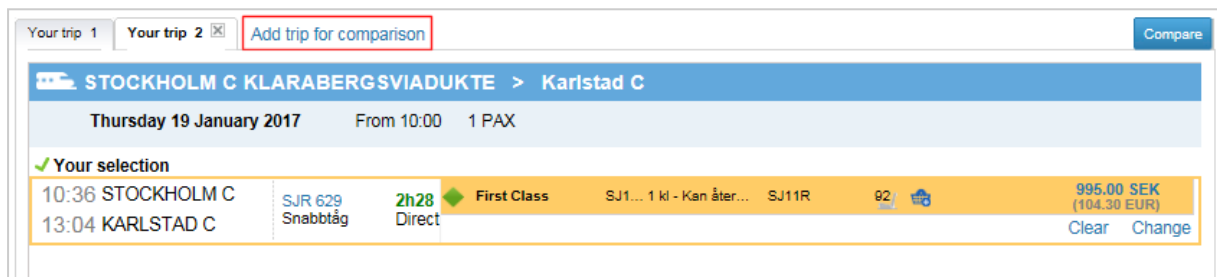 Your trip 1 Your trip 2 Add trip for comparison Compare
STOCKHOLM C KLARABERGSVIADUKTE > Karlstad C
Thursday 19 January 2017 From 10:00 1 PAX
Your selection
10:36 STOCKHOLM C SJR 629 2h28 First Class SJ1... 1 kl - Kan åter... SJ11R 92 995.00 SEK
(104.30 EUR)
13:04 KARLSTAD C Snabbtåg Direct Clear Change